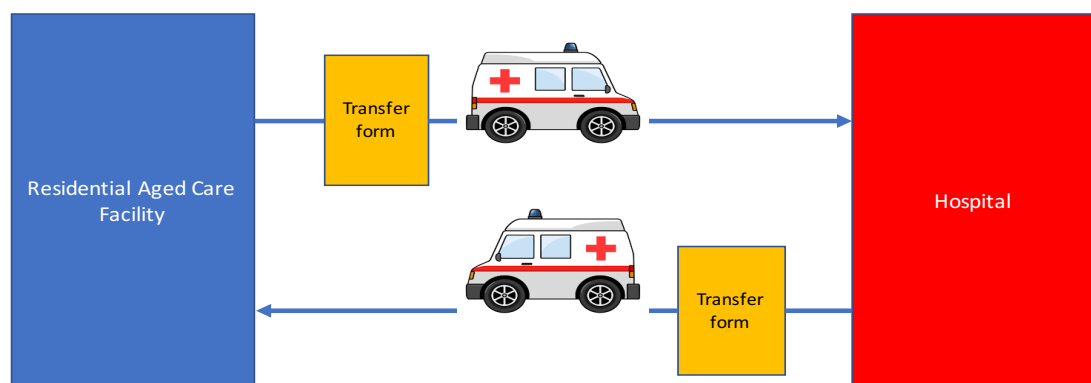 Transfer
form
Residential Aged Care
Facility
Hospital
Transfer
form